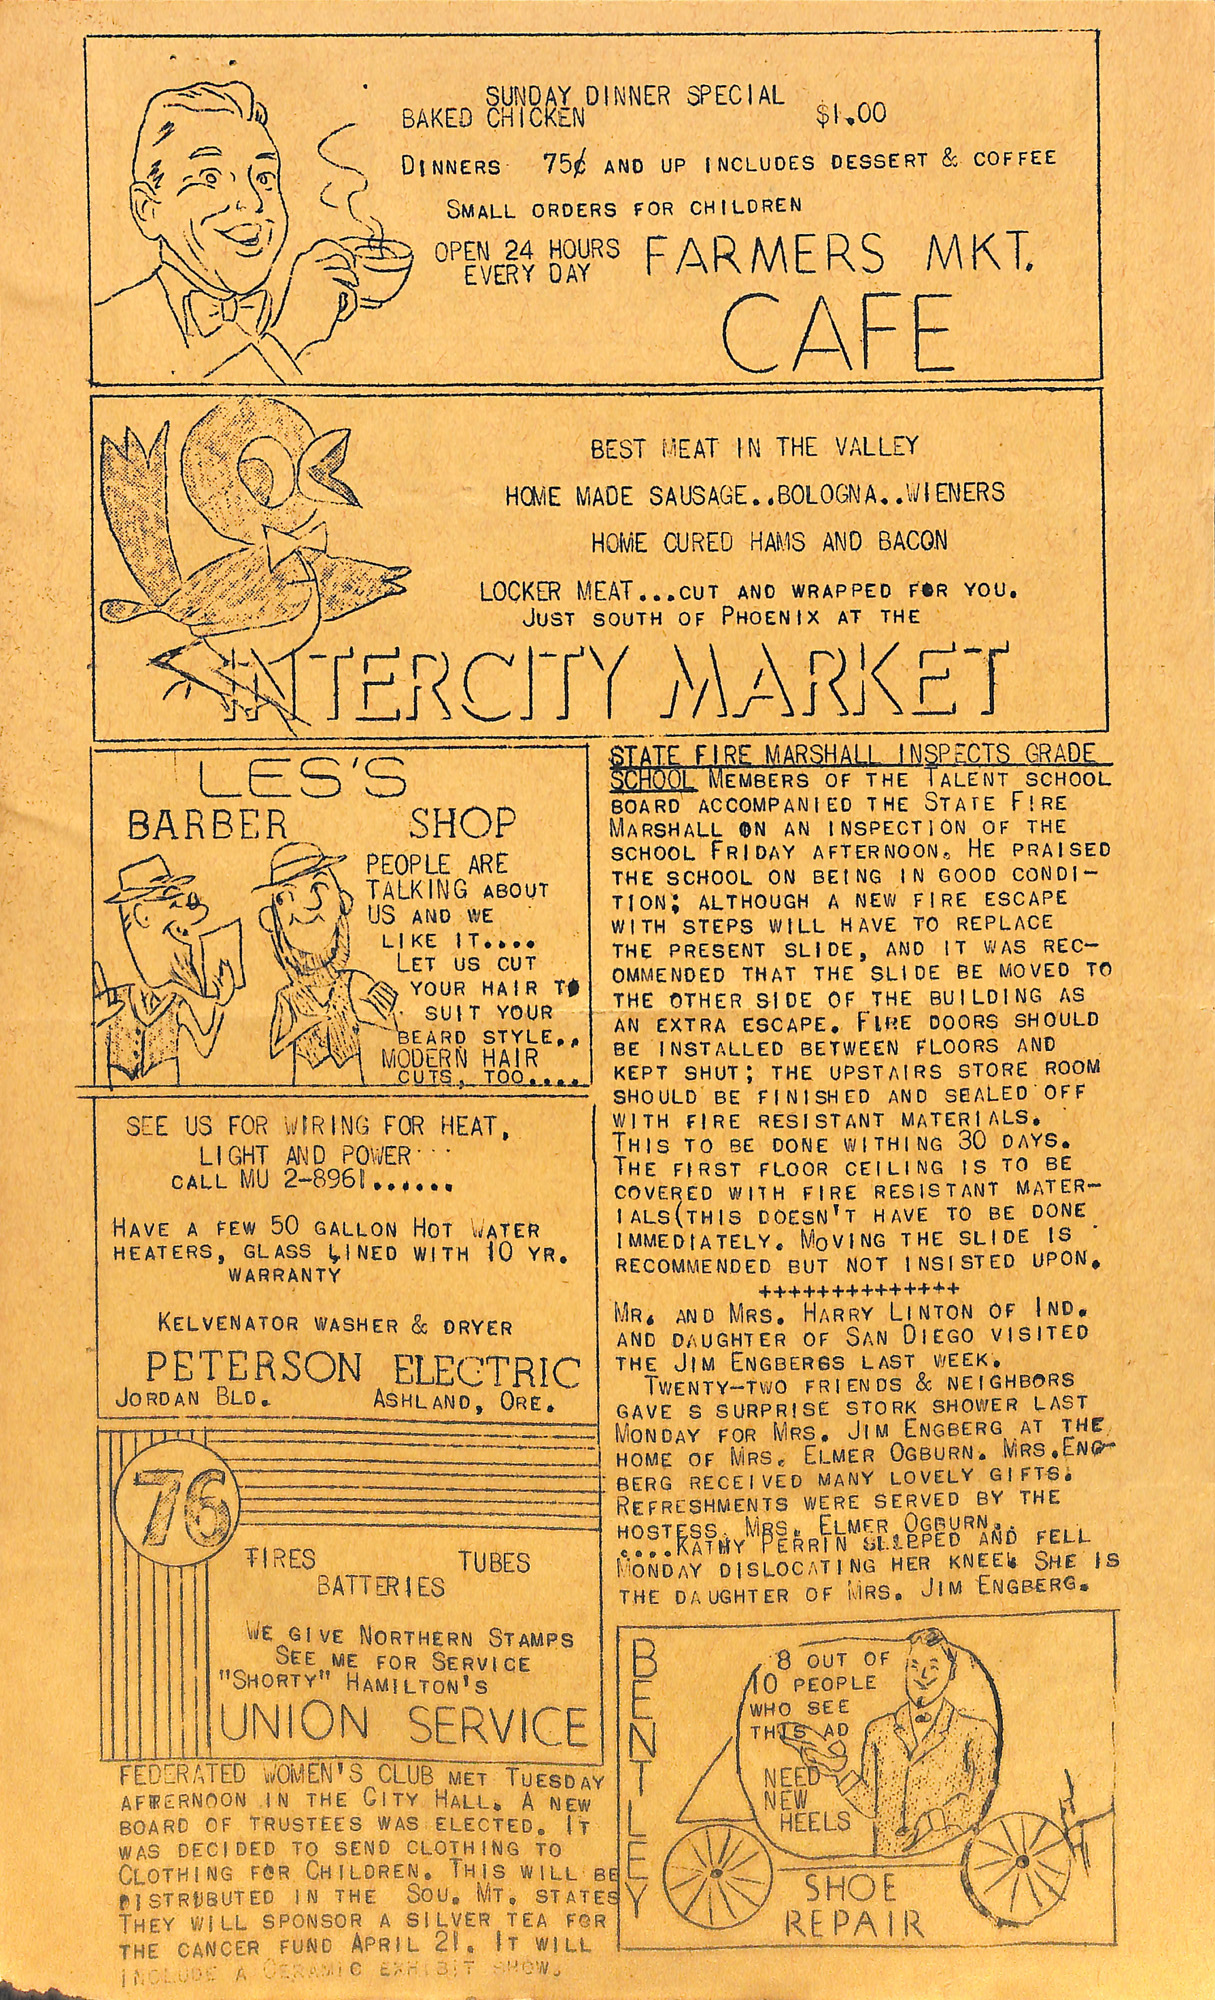 SUNDAY DINNER SPECIAL
BAKED CHICKEN $1.00
DINNERS 75¢ AND UP INCLUDES DESSERT & COFFEE
SMALL ORDERS FOR CHILDREN
OPEN 24 HOURS
EVERY DAY
FARMERS MKT.
CAFE
BEST MEAT IN THE VALLEY
HOME MADE SAUSAGE..BOLOGNA..WIENERS
HOME CURED HAMS AND BACON
LOCKER MEAT...CUT AND WRAPPED FOR YOU.
JUST SOUTH OF PHOENIX AT THE
INTERCITY MARKET
LES'S
BARBER SHOP
PEOPLE ARE
TALKING ABOUT
US AND WE
LIKE IT....
LET US CUT
YOUR HAIR TO
SUIT YOUR
BEARD STYLE..
MODERN HAIR
CUTS, TOO....
SEE US FOR WIRING FOR HEAT,
LIGHT AND POWER...
CALL MU 2-8961......
HAVE A FEW 50 GALLON HOT WATER
HEATERS, GLASS LINED WITH 10 YR.
WARRANTY
KELVENATOR WASHER & DRYER
PETERSON ELECTRIC
JORDAN BLD. ASHLAND, ORE.
76
TIRES TUBES
BATTERIES
WE GIVE NORTHERN STAMPS
SEE ME FOR SERVICE
"SHORTY" HAMILTON'S
UNION SERVICE
FEDERATED WOMEN'S CLUB MET TUESDAY
AFTERNOON IN THE CITY HALL. A NEW
BOARD OF TRUSTEES WAS ELECTED. IT
WAS DECIDED TO SEND CLOTHING TO
CLOTHING FOR CHILDREN. THIS WILL BE
DISTRUBUTED IN THE SOU. MT. STATES
THEY WILL SPONSOR A SILVER TEA FOR
THE CANCER FUND APRIL 21. IT WILL
INCLUDE A CERAMIC EXHIBIT SHOW.
STATE FIRE MARSHALL INSPECTS GRADE
SCHOOL MEMBERS OF THE TALENT SCHOOL
BOARD ACCOMPANIED THE STATE FIRE
MARSHALL ON AN INSPECTION OF THE
SCHOOL FRIDAY AFTERNOON. HE PRAISED
THE SCHOOL ON BEING IN GOOD CONDI-
TION; ALTHOUGH A NEW FIRE ESCAPE
WITH STEPS WILL HAVE TO REPLACE
THE PRESENT SLIDE, AND IT WAS REC-
OMMENDED THAT THE SLIDE BE MOVED TO
THE OTHER SIDE OF THE BUILDING AS
AN EXTRA ESCAPE. FIRE DOORS SHOULD
BE INSTALLED BETWEEN FLOORS AND
KEPT SHUT; THE UPSTAIRS STORE ROOM
SHOULD BE FINISHED AND SEALED OFF
WITH FIRE RESISTANT MATERIALS.
THIS TO BE DONE WITHING 30 DAYS.
THE FIRST FLOOR CEILING IS TO BE
COVERED WITH FIRE RESISTANT MATER-
IALS(THIS DOESN'T HAVE TO BE DONE
IMMEDIATELY. MOVING THE SLIDE IS
RECOMMENDED BUT NOT INSISTED UPON.
++++++++++++++
MR. AND MRS. HARRY LINTON OF IND.
AND DAUGHTER OF SAN DIEGO VISITED
THE JIM ENGBERGS LAST WEEK.
TWENTY-TWO FRIENDS & NEIGHBORS
GAVE S SURPRISE STORK SHOWER LAST
MONDAY FOR MRS. JIM ENGBERG AT THE
HOME OF MRS. ELMER OGBURN. MRS.ENG-
BERG RECEIVED MANY LOVELY GIFTS.
REFRESHMENTS WERE SERVED BY THE
HOSTESS, MRS. ELMER OGBURN..
....KATHY PERRIN SLIPPED AND FELL
MONDAY DISLOCATING HER KNEE. SHE IS
THE DAUGHTER OF MRS. JIM ENGBERG.
BENTLEY
8 OUT OF
10 PEOPLE
WHO SEE
THIS AD
NEED
NEW
HEELS
SHOE
REPAIR